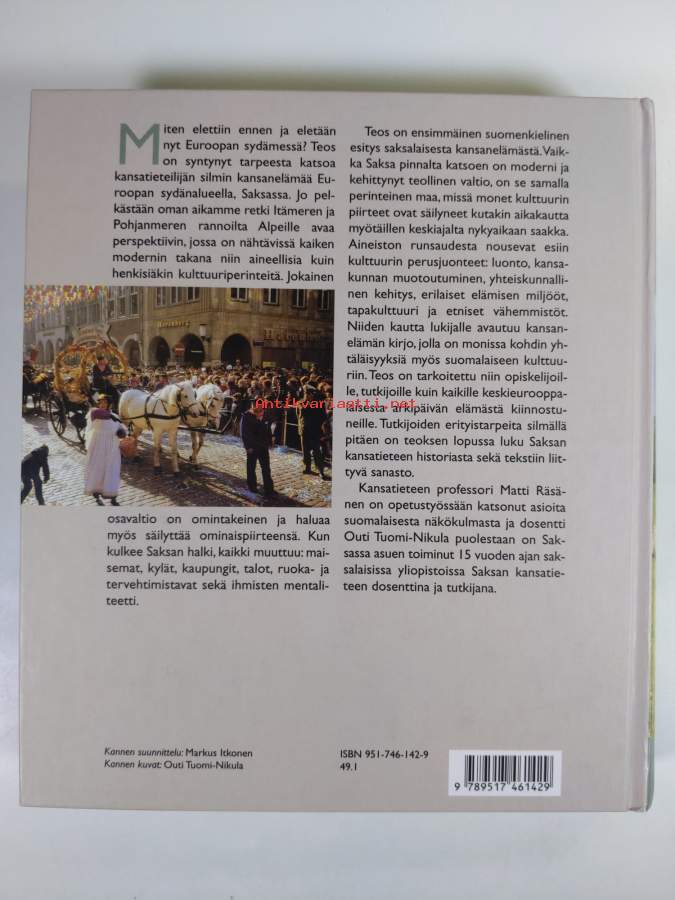 Miten elettiin ennen ja eletään
nyt Euroopan sydämessä? Teos
on syntynyt tarpeesta katsoa
kansatieteilijän silmin kansanelämää Eu-
roopan sydänalueella, Saksassa. Jo pel-
kästään oman aikamme retki Itämeren ja
Pohjanmeren rannoilta Alpeille avaa
perspektiivin, jossa on nähtävissä kaiken
modernin takana niin aineellisia kuin
henkisiäkin kulttuuriperinteitä. Jokainen
osavaltio on omintakeinen ja haluaa
myös säilyttää ominaispiirteensä. Kun
kulkee Saksan halki, kaikki muuttuu: mai-
semat, kylät, kaupungit, talot, ruoka- ja
tervehtimistavat sekä ihmisten mentali-
teetti.
Teos on ensimmäinen suomenkielinen
esitys saksalaisesta kansanelämästä. Vaik-
ka Saksa pinnalta katsoen on moderni ja
kehittynyt teollinen valtio, on se samalla
perinteinen maa, missä monet kulttuurin
piirteet ovat säilyneet kutakin aikakautta
myötäillen keskiajalta nykyaikaan saakka.
Aineiston runsaudesta nousevat esiin
kulttuurin perusjuonteet: luonto, kansa-
kunnan muotoutuminen, yhteiskunnalli-
nen kehitys, erilaiset elämisen miljööt,
tapakulttuuri ja etniset vähemmistöt.
Niiden kautta lukijalle avautuu kansan-
elämän kirjo, jolla on monissa kohdin yh-
täläisyyksiä myös suomalaiseen kulttuu-
riin. Teos on tarkoitettu niin opiskelijoil-
le, tutkijoille kuin kaikille keskieurooppa-
laisesta arkipäivän elämästä kiinnostu-
neille. Tutkijoiden erityistarpeita silmällä
pitäen on teoksen lopussa luku Saksan
kansatieteen historiasta sekä tekstiin liit-
tyvä sanasto.
Kansatieteen professori Matti Räsä-
nen on opetustyössään katsonut asioita
suomalaisesta näkökulmasta ja dosentti
Outi Tuomi-Nikula puolestaan on Sak-
sassa asuen toiminut 15 vuoden ajan sak-
salaisissa yliopistoissa Saksan kansatie-
teen dosenttina ja tutkijana.
Antikvariaatti.net
Kannen suunnittelu: Markus Itkonen
Kannen kuvat: Outi Tuomi-Nikula
ISBN 951-746-142-9
49.1
9 789517 461429